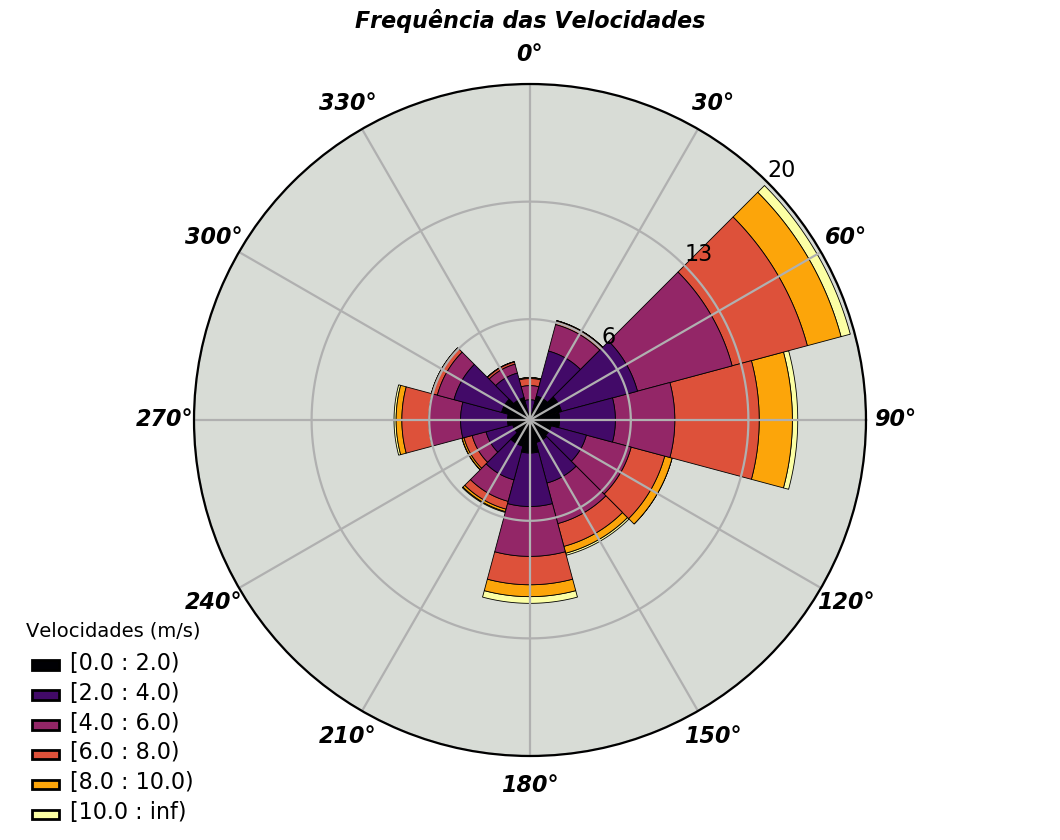 Frequência das Velocidades
0°
330°
30°
20
300°
60°
13
6
270°
90°
240°
120°
210°
150°
180°
Velocidades (m/s)
[0.0 : 2.0)
[2.0 : 4.0)
[4.0 : 6.0)
[6.0 : 8.0)
[8.0 : 10.0)
[10.0 : inf)